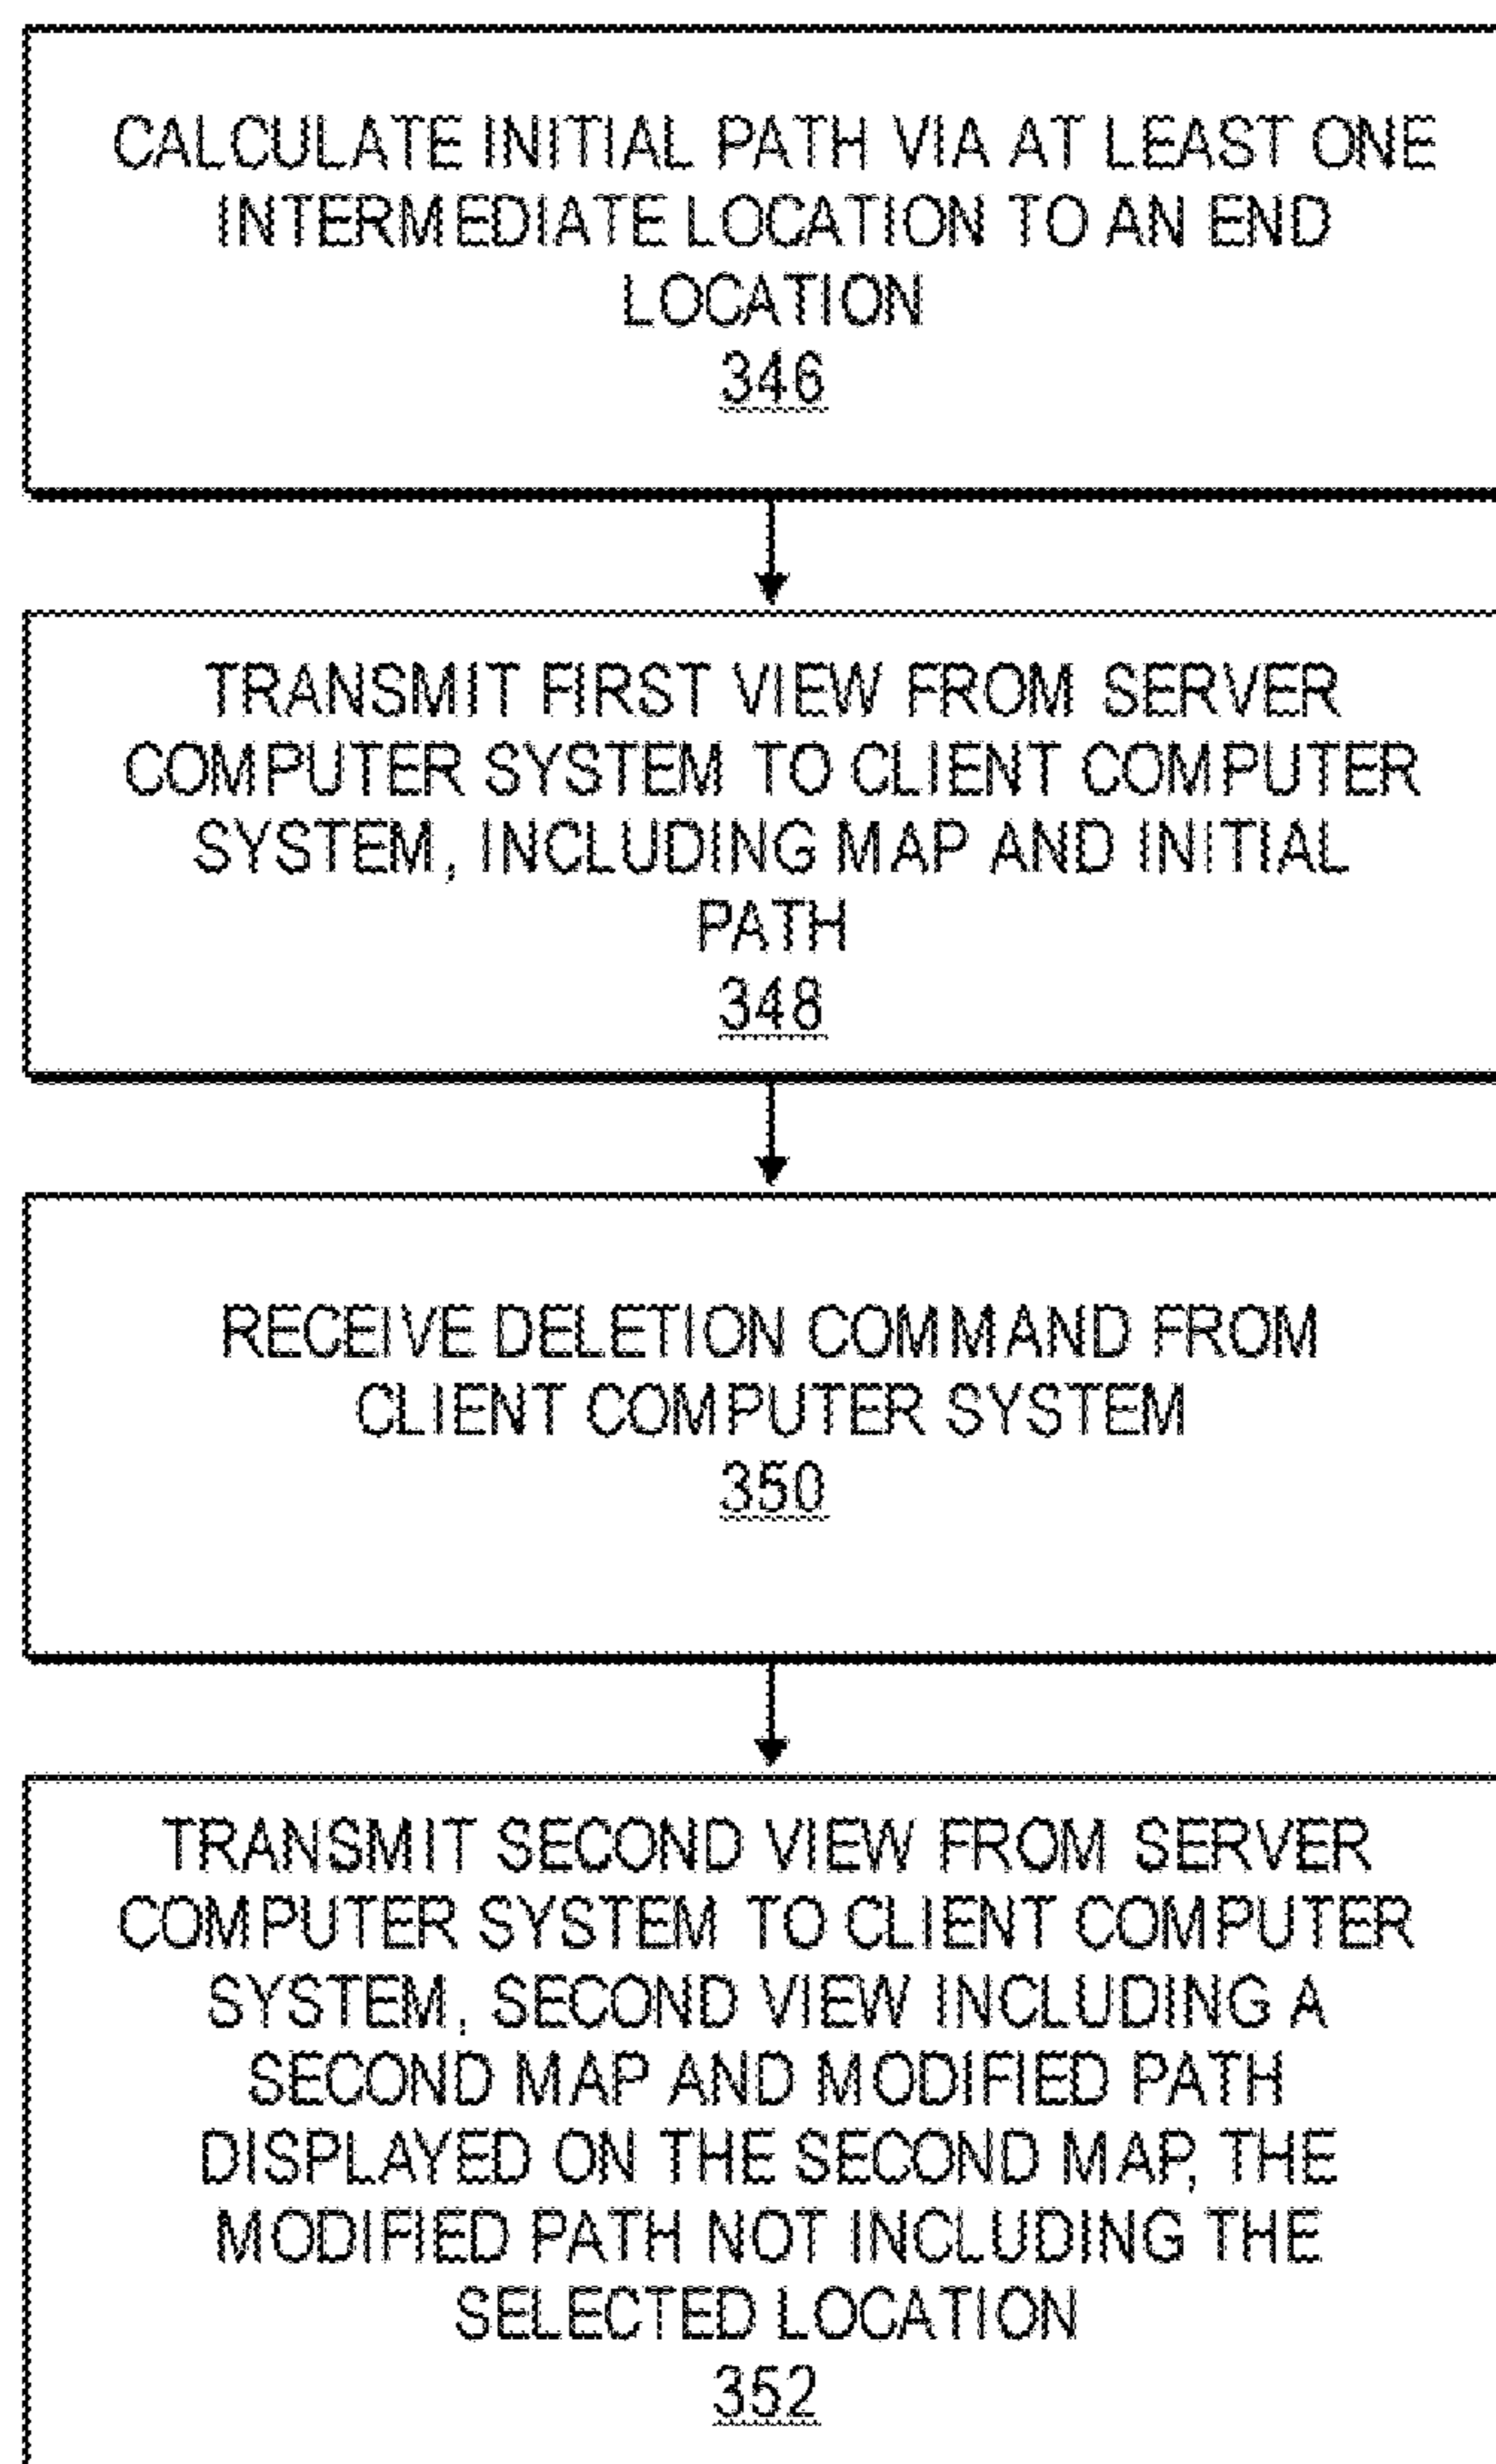 CALCULATE INITIAL PATH VIA AT LEAST ONE
INTERMEDIATE LOCATION TO AN END
LOCATION
346
TRANSMIT FIRST VIEW FROM SERVER
COMPUTER SYSTEM TO CLIENT COMPUTER
SYSTEM, INCLUDING MAP AND INITIAL
PATH
348
RECEIVE DELETION COMMAND FROM
CLIENT COMPUTER SYSTEM
350
TRANSMIT SECOND VIEW FROM SERVER
COMPUTER SYSTEM TO CLIENT COMPUTER
SYSTEM, SECOND VIEW INCLUDING A
SECOND MAP AND MODIFIED PATH
DISPLAYED ON THE SECOND MAP, THE
MODIFIED PATH NOT INCLUDING THE
SELECTED LOCATION
352